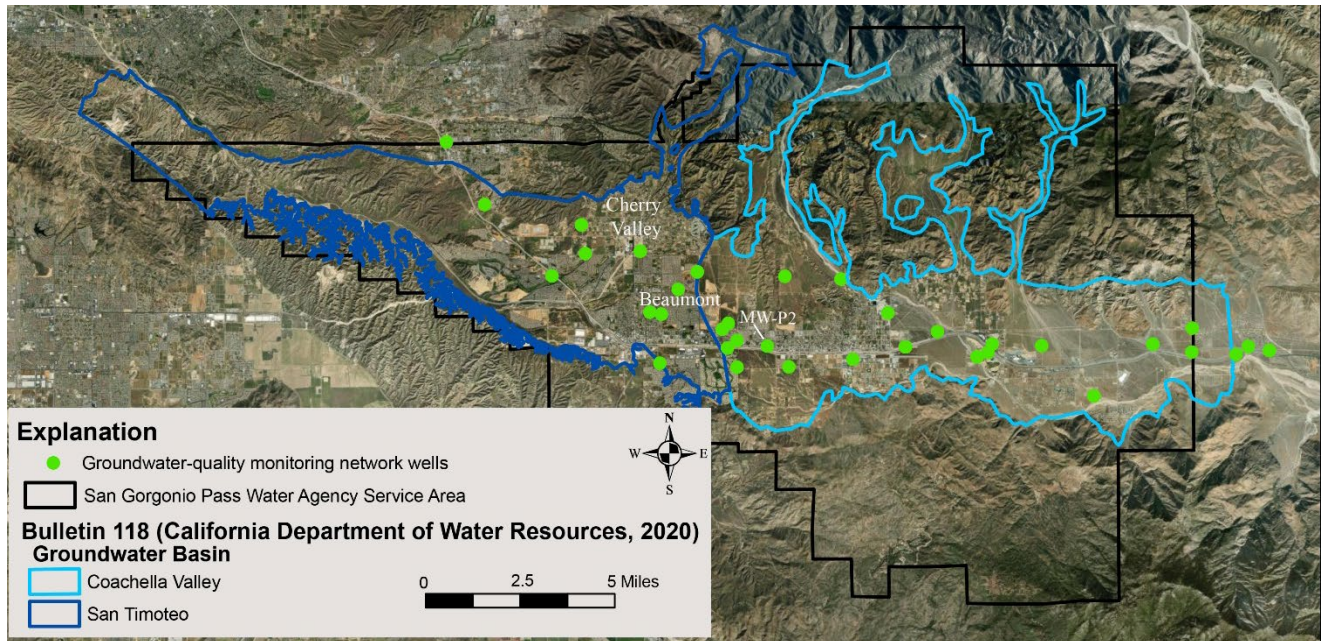 Cherry
Valley
Beaumont
MW-P2
Explanation
Groundwater-quality monitoring network wells
San Gorgonio Pass Water Agency Service Area
Bulletin 118 (California Department of Water Resources, 2020)
Groundwater Basin
Coachella Valley
San Timoteo
N
W E
S
0 2.5 5 Miles